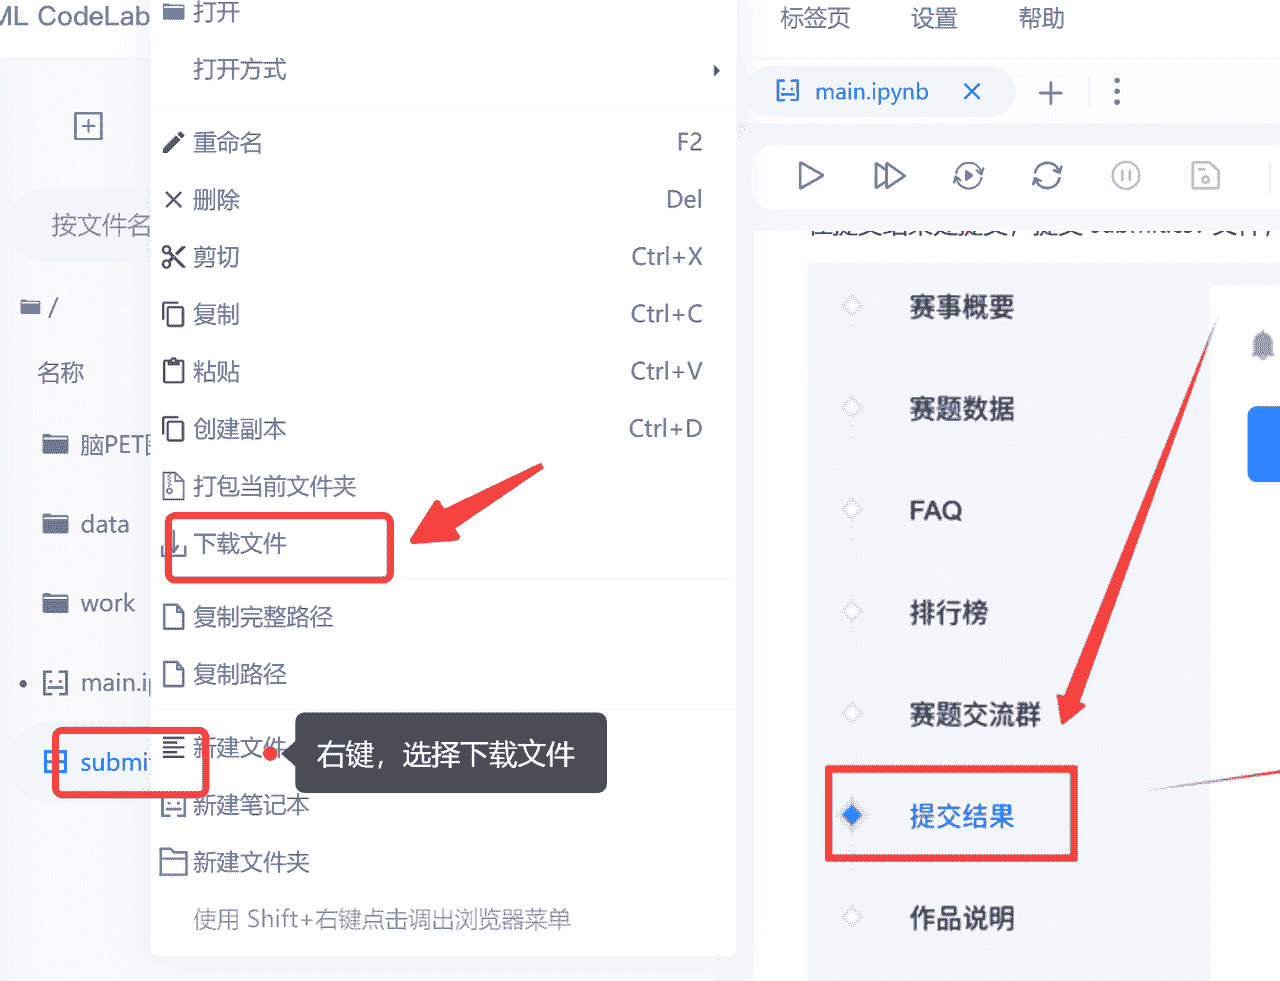 ML CodeLab
按文件名
/
名称
脑PET
data
work
main.i
submi
打开
打开方式
重命名 F2
删除 Del
剪切 Ctrl+X
复制 Ctrl+C
粘贴 Ctrl+V
创建副本 Ctrl+D
打包当前文件夹
下载文件
复制完整路径
复制路径
新建文件
右键，选择下载文件
新建笔记本
新建文件夹
使用 Shift+右键点击调出浏览器菜单
标签页 设置 帮助
main.ipynb
赛事概要
赛题数据
FAQ
排行榜
赛题交流群
提交结果
作品说明